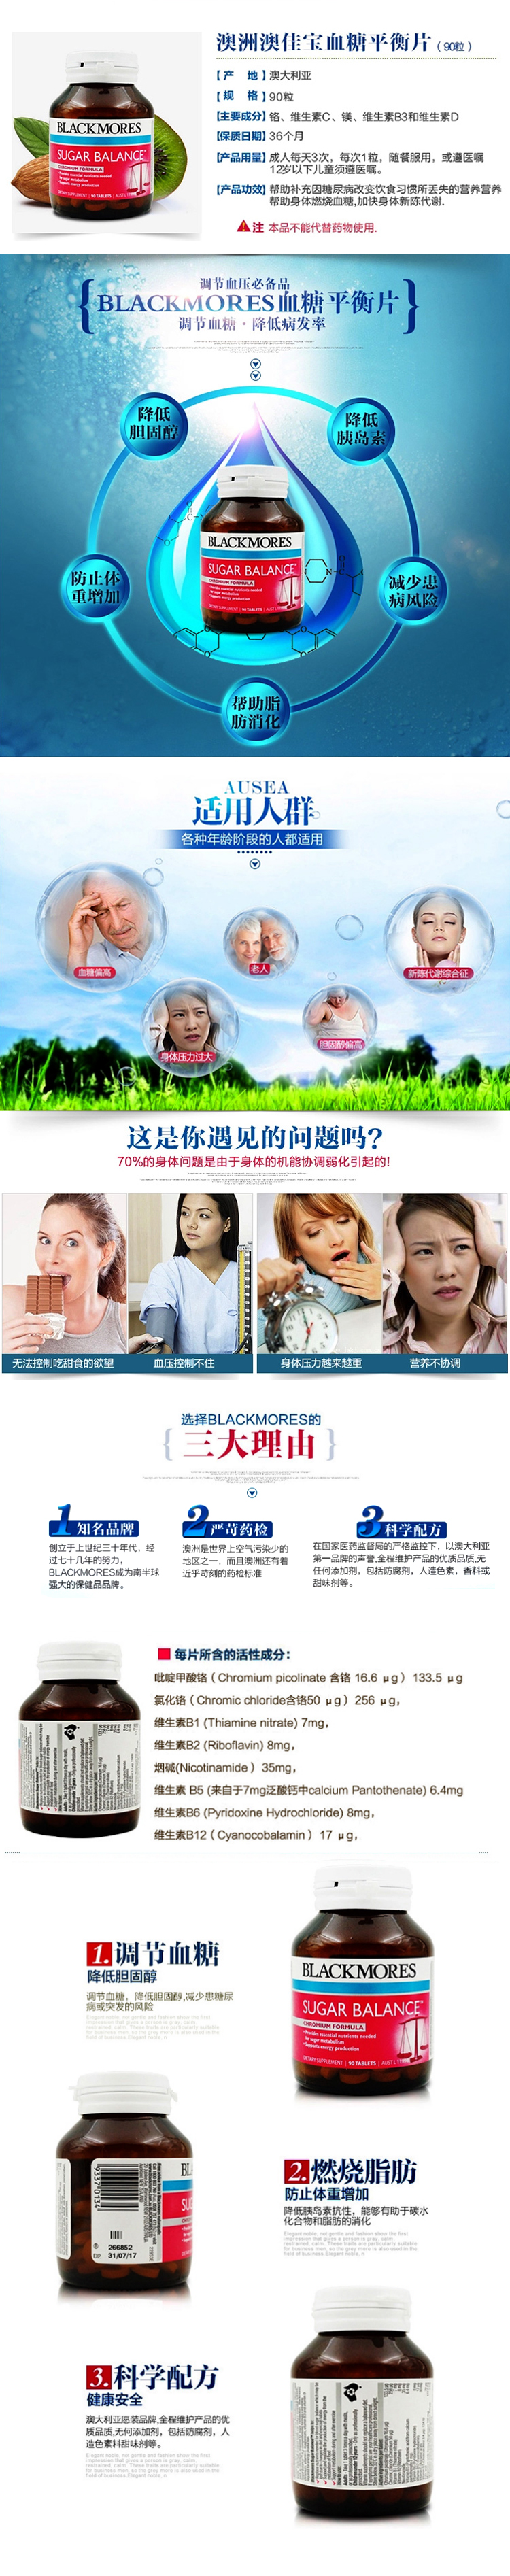 澳洲澳佳宝血糖平衡片（90粒）
【产 地】澳大利亚
【规 格】90粒
【主要成分】铬、维生素C、镁、维生素B3和维生素D
【保质日期】36个月
【产品用量】成人每天3次，每次1粒，随餐服用，或遵医嘱
12岁以下儿童须遵医嘱。
【产品功效】帮助补充因糖尿病改变饮食习惯所丢失的营养营养
帮助身体燃烧血糖,加快身体新陈代谢.
注 本品不能代替药物使用.
BLACKMORES
SUGAR BALANCE
CHROMIUM FORMULA
调节血压必备品
{BLACKMORES血糖平衡片}
调节血糖·降低病发率
降低
胆固醇
降低
胰岛素
防止体
重增加
减少患
病风险
帮助脂
肪消化
BLACKMORES
SUGAR BALANCE
CHROMIUM FORMULA
AUSEA
适用人群
各种年龄阶段的人都适用
血糖偏高
老人
新陈代谢综合征
身体压力过大
胆固醇偏高
这是你遇见的问题吗?
70%的身体问题是由于身体的机能协调弱化引起的!
无法控制吃甜食的欲望
血压控制不住
身体压力越来越重
营养不协调
选择BLACKMORES的
{三大理由}
1知名品牌
创立于上世纪三十年代，经
过七十几年的努力，
BLACKMORES成为南半球
强大的保健品品牌。
2严苛药检
澳洲是世界上空气污染少的
地区之一，而且澳洲还有着
近乎苛刻的药检标准
3科学配方
在国家医药监督局的严格监控下，以澳大利亚
第一品牌的声誉,全程维护产品的优质品质,无
任何添加剂，包括防腐剂，人造色素，香料或
甜味剂等。
每片所含的活性成分：
吡啶甲酸铬（Chromium picolinate 含铬 16.6 μg）133.5 μg
氯化铬（Chromic chloride含铬50 μg）256 μg，
维生素B1 (Thiamine nitrate) 7mg，
维生素B2 (Riboflavin) 8mg，
烟碱(Nicotinamide ) 35mg，
维生素 B5 (来自于7mg泛酸钙中calcium Pantothenate) 6.4mg
维生素B6 (Pyridoxine Hydrochloride) 8mg，
维生素B12（Cyanocobalamin）17 μg，
1.调节血糖
降低胆固醇
调节血糖，降低胆固醇,减少患糖尿
病或突发的风险
BLACKMORES
SUGAR BALANCE
CHROMIUM FORMULA
• Provides essential nutrients needed
for sugar metabolism
• Supports energy production
DIETARY SUPPLEMENT | 90 TABLETS
266852
31/07/17
2.燃烧脂肪
防止体重增加
降低胰岛素抗性，能够有助于碳水
化合物和脂肪的消化
3.科学配方
健康安全
澳大利亚愿装品牌,全程维护产品的优
质品质,无何添加剂，包括防腐剂，人
造色素料甜味剂等。